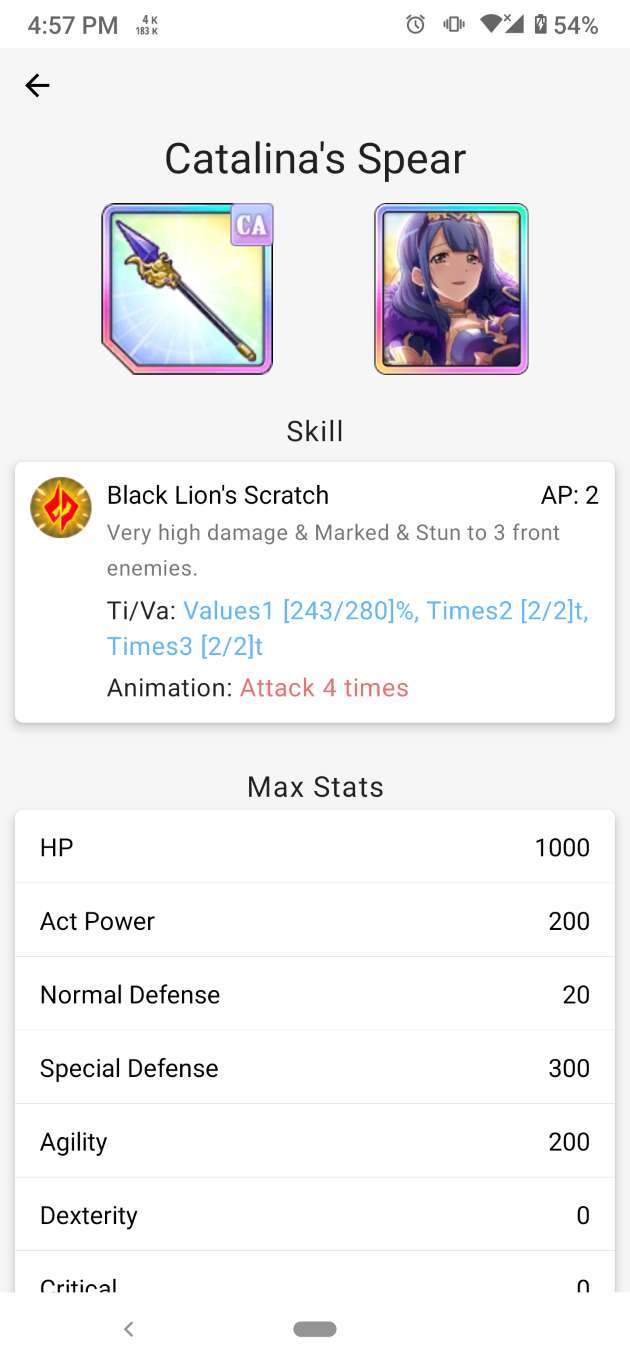 4:57 PM 4 K 54%
183 K
Catalina's Spear
CA
Skill
Black Lion's Scratch AP: 2
Very high damage & Marked & Stun to 3 front
enemies.
Ti/Va: Values1 [243/280]%, Times2 [2/2]t,
Times3 [2/2]t
Animation: Attack 4 times
Max Stats
HP 1000
Act Power 200
Normal Defense 20
Special Defense 300
Agility 200
Dexterity 0
Critical 0